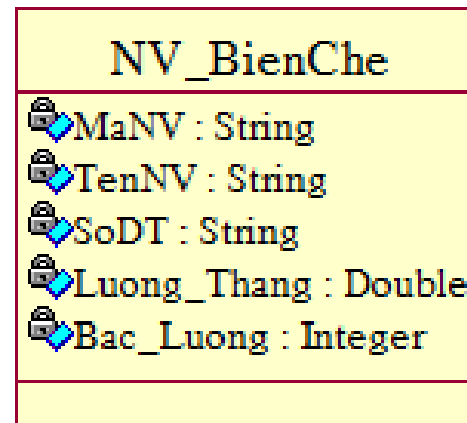 NV_BienChe
MaNV : String
TenNV : String
SoDT : String
Luong_Thang : Double
Bac_Luong : Integer